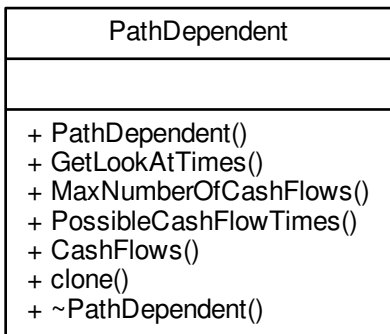 PathDependent
+ PathDependent()
+ GetLookAtTimes()
+ MaxNumberOfCashFlows()
+ PossibleCashFlowTimes()
+ CashFlows()
+ clone()
+ ~PathDependent()